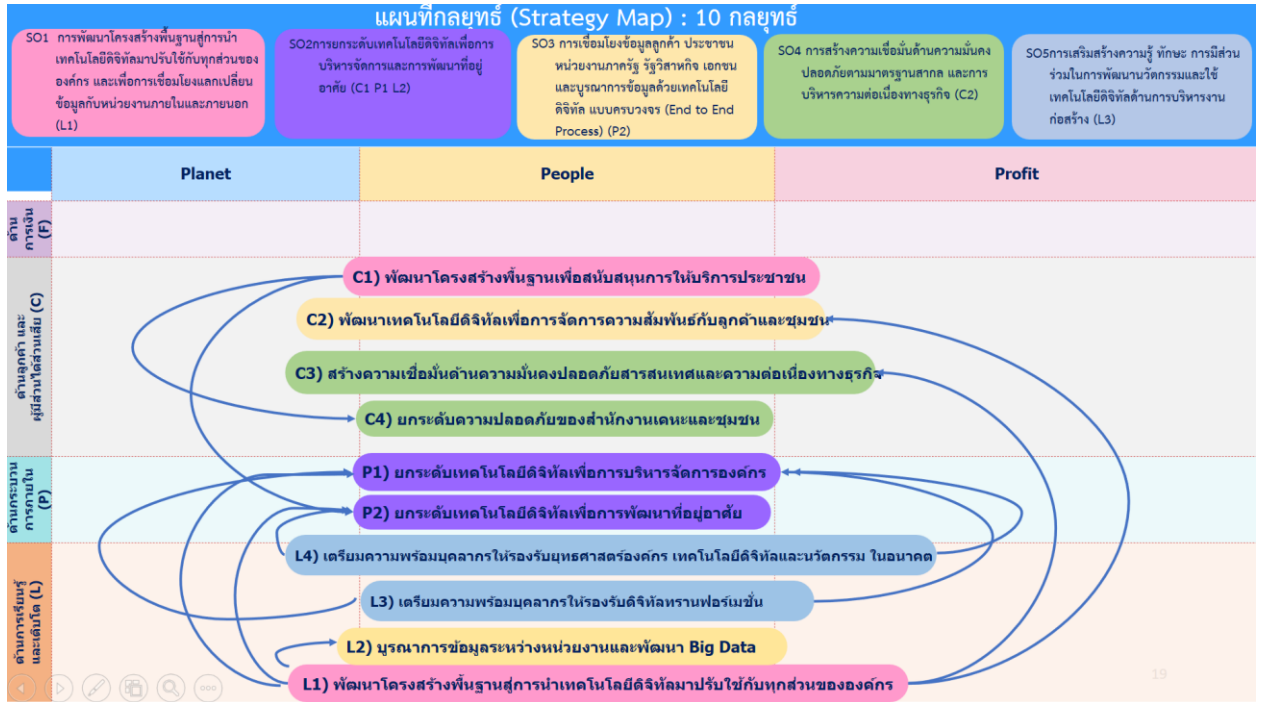 แผนที่กลยุทธ์ (Strategy Map) : 10 กลยุทธ์
SO1 การพัฒนาโครงสร้างพื้นฐานสู่การนำ
เทคโนโลยีดิจิทัลมาปรับใช้กับทุกส่วนของ
องค์กร และเพื่อการเชื่อมโยงแลกเปลี่ยน
ข้อมูลกับหน่วยงานภายในและภายนอก
(L1)
SO2การยกระดับเทคโนโลยีดิจิทัลเพื่อการ
บริหารจัดการและการพัฒนาที่อยู่
อาศัย (C1 P1 L2)
SO3 การเชื่อมโยงข้อมูลลูกค้า ประชาชน
หน่วยงานภาครัฐ รัฐวิสาหกิจ เอกชน
และบูรณาการข้อมูลด้วยเทคโนโลยี
ดิจิทัล แบบครบวงจร (End to End
Process) (P2)
SO4 การสร้างความเชื่อมั่นด้านความมั่นคง
ปลอดภัยตามมาตรฐานสากล และการ
บริหารความต่อเนื่องทางธุรกิจ (C2)
SO5การเสริมสร้างความรู้ ทักษะ การมีส่วน
ร่วมในการพัฒนานวัตกรรมและใช้
เทคโนโลยีดิจิทัลด้านการบริหารงาน
ก่อสร้าง (L3)
Planet
People
Profit
ด้าน
การเงิน
(F)
ด้านลูกค้า และ
ผู้มีส่วนได้ส่วนเสีย (C)
C1) พัฒนาโครงสร้างพื้นฐานเพื่อสนับสนุนการให้บริการประชาชน
C2) พัฒนาเทคโนโลยีดิจิทัลเพื่อการจัดการความสัมพันธ์กับลูกค้าและชุมชน
C3) สร้างความเชื่อมั่นด้านความมั่นคงปลอดภัยสารสนเทศและความต่อเนื่องทางธุรกิจ
C4) ยกระดับความปลอดภัยของสำนักงานเคหะและชุมชน
ด้านกระบวน
การภายใน
(P)
P1) ยกระดับเทคโนโลยีดิจิทัลเพื่อการบริหารจัดการองค์กร
P2) ยกระดับเทคโนโลยีดิจิทัลเพื่อการพัฒนาที่อยู่อาศัย
ด้านการเรียนรู้
และเติบโต (L)
L4) เตรียมความพร้อมบุคลากรให้รองรับยุทธศาสตร์องค์กร เทคโนโลยีดิจิทัลและนวัตกรรม ในอนาคต
L3) เตรียมความพร้อมบุคลากรให้รองรับดิจิทัลทรานฟอร์เมชั่น
L2) บูรณาการข้อมูลระหว่างหน่วยงานและพัฒนา Big Data
L1) พัฒนาโครงสร้างพื้นฐานสู่การนำเทคโนโลยีดิจิทัลมาปรับใช้กับทุกส่วนขององค์กร
19